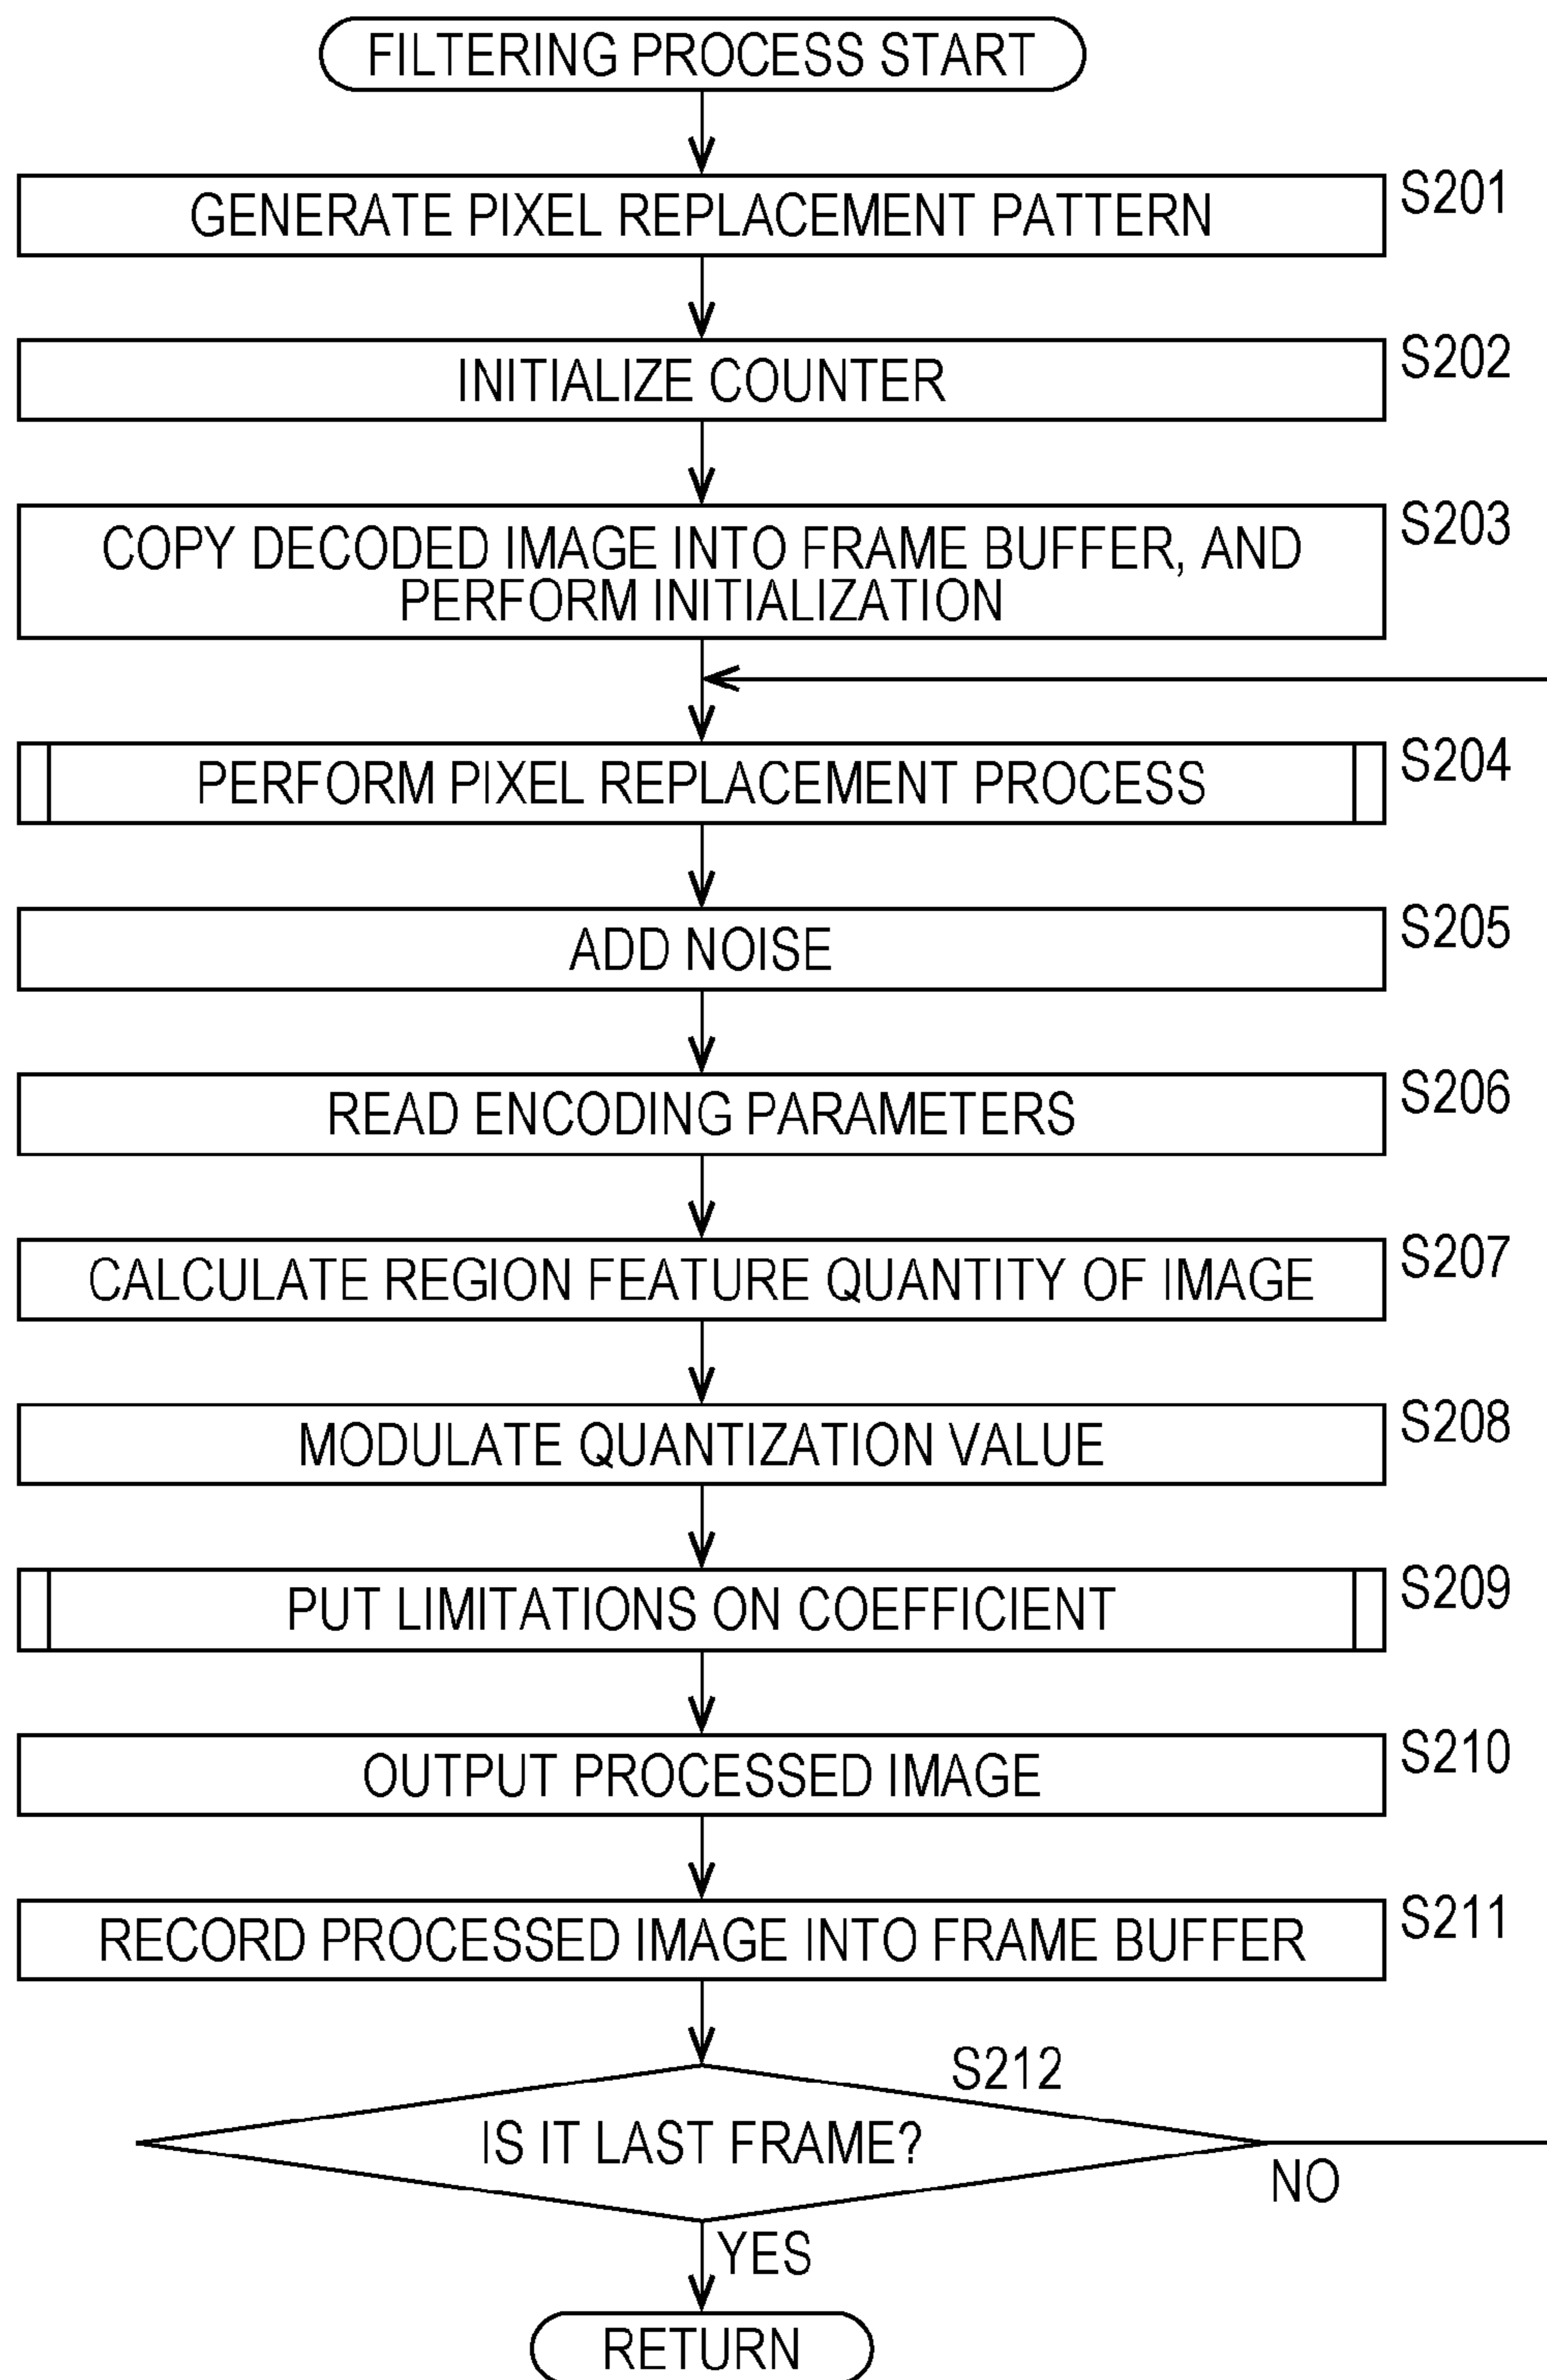 FILTERING PROCESS START
GENERATE PIXEL REPLACEMENT PATTERN
S201
INITIALIZE COUNTER
S202
COPY DECODED IMAGE INTO FRAME BUFFER, AND
PERFORM INITIALIZATION
S203
PERFORM PIXEL REPLACEMENT PROCESS
S204
ADD NOISE
S205
READ ENCODING PARAMETERS
S206
CALCULATE REGION FEATURE QUANTITY OF IMAGE
S207
MODULATE QUANTIZATION VALUE
S208
PUT LIMITATIONS ON COEFFICIENT
S209
OUTPUT PROCESSED IMAGE
S210
RECORD PROCESSED IMAGE INTO FRAME BUFFER
S211
S212
IS IT LAST FRAME?
NO
YES
RETURN